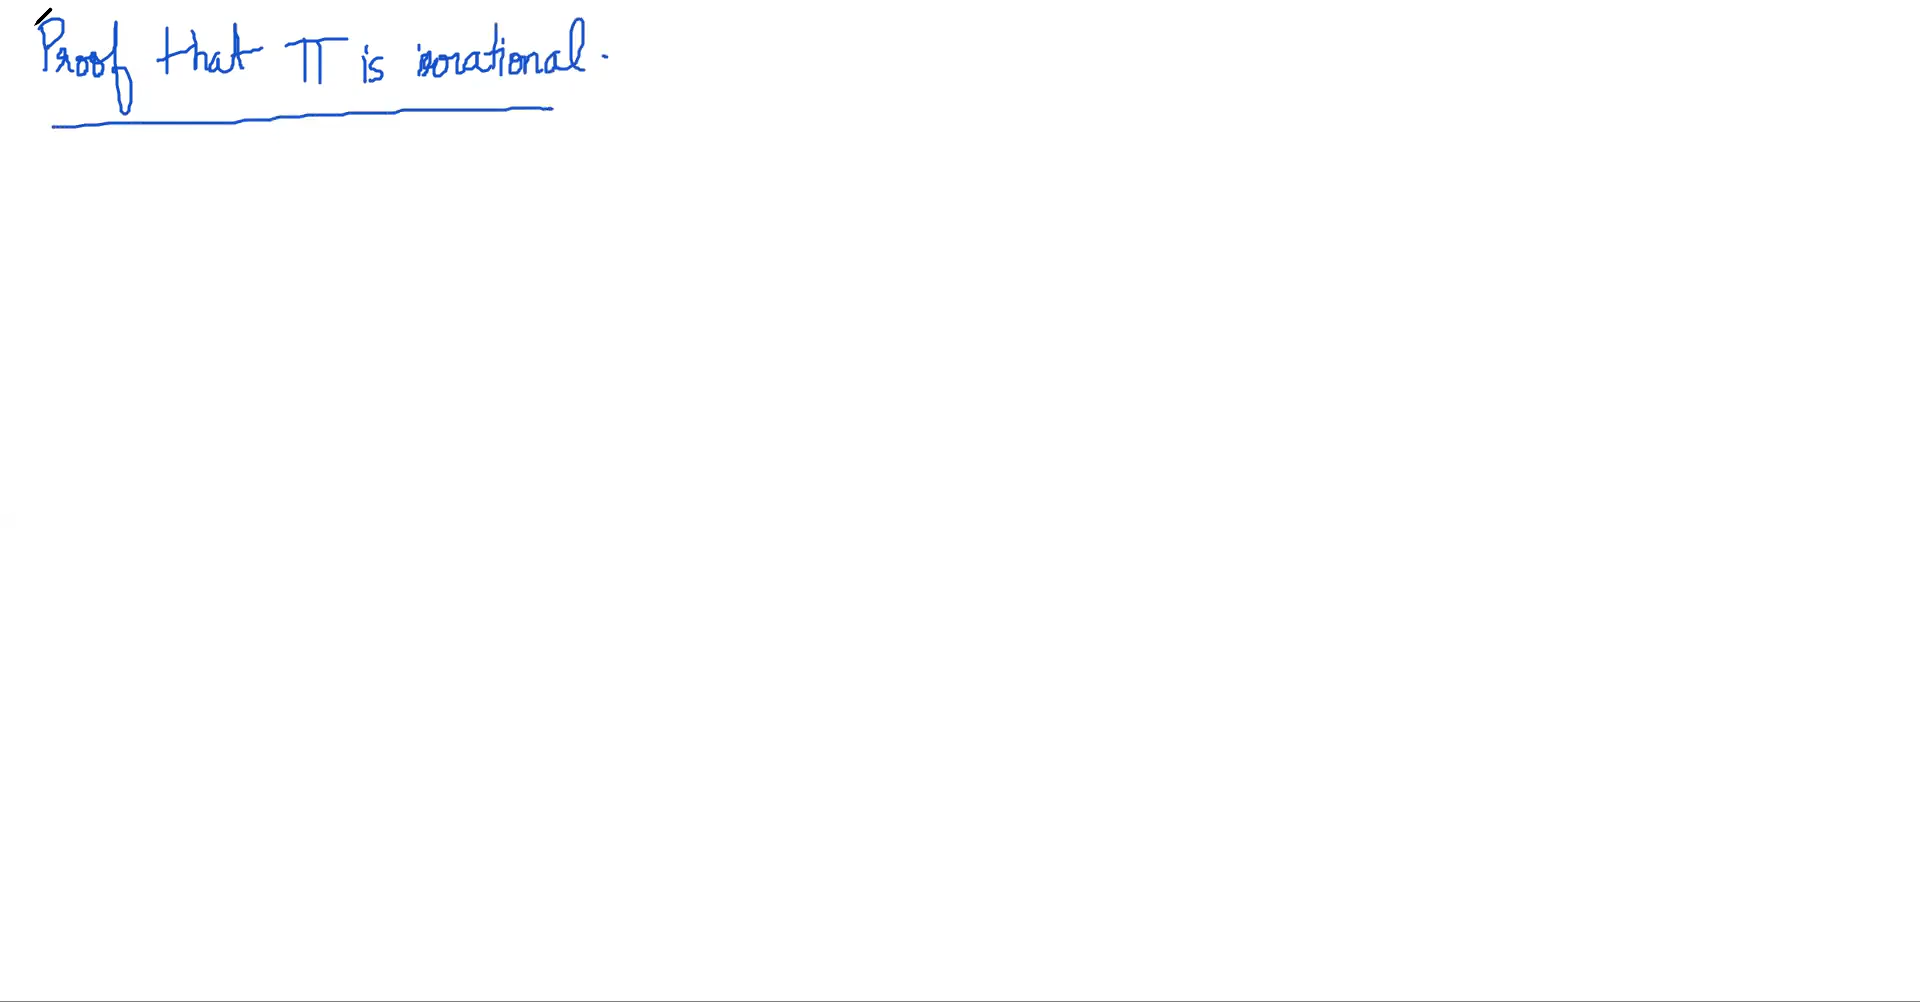 Proof that π is irrational.